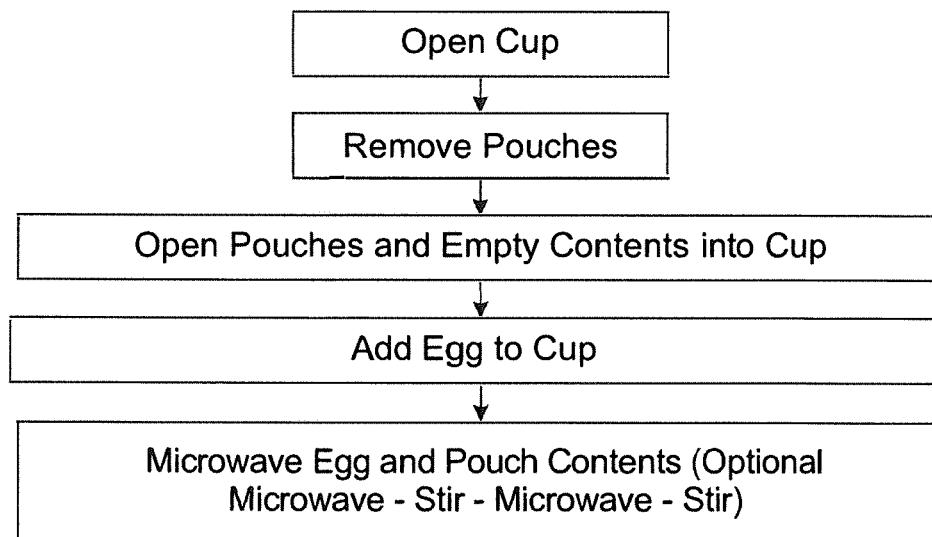 Open Cup
Remove Pouches
Open Pouches and Empty Contents into Cup
Add Egg to Cup
Microwave Egg and Pouch Contents (Optional
Microwave - Stir - Microwave - Stir)